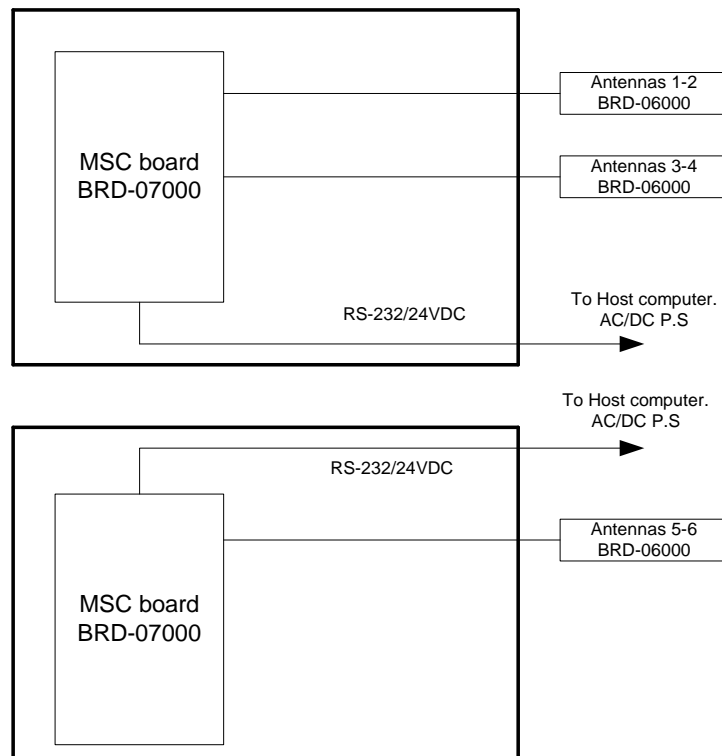 Antennas 1-2
BRD-06000
MSC board
BRD-07000
Antennas 3-4
BRD-06000
RS-232/24VDC
To Host computer.
AC/DC P.S
To Host computer.
AC/DC P.S
RS-232/24VDC
Antennas 5-6
BRD-06000
MSC board
BRD-07000